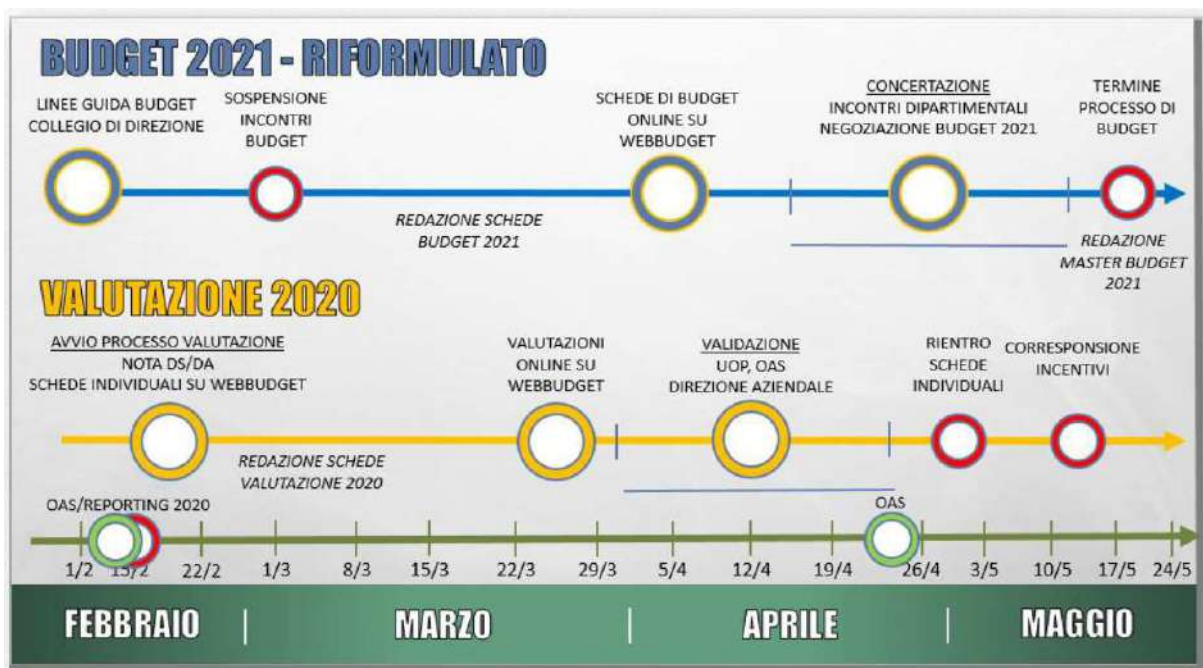 BUDGET 2021 - RIFORMULATO
LINEE GUIDA BUDGET
COLLEGIO DI DIREZIONE
SOSPENSIONE
INCONTRI
BUDGET
SCHEDE DI BUDGET
ONLINE SU
WEBBUDGET
CONCERTAZIONE
INCONTRI DIPARTIMENTALI
NEGOZIAZIONE BUDGET 2021
TERMINE
PROCESSO DI
BUDGET
REDAZIONE SCHEDE
BUDGET 2021
REDAZIONE
MASTER BUDGET
2021
VALUTAZIONE 2020
AVVIO PROCESSO VALUTAZIONE
NOTA DS/DA
SCHEDE INDIVIDUALI SU WEBBUDGET
VALUTAZIONI
ONLINE SU
WEBBUDGET
VALIDAZIONE
UOP, OAS
DIREZIONE AZIENDALE
RIENTRO
SCHEDE
INDIVIDUALI
CORRESPONSIONE
INCENTIVI
REDAZIONE SCHEDE
VALUTAZIONE 2020
OAS/REPORTING 2020
OAS
1/2 15/2 22/2 1/3 8/3 15/3 22/3 29/3 5/4 12/4 19/4 26/4 3/5 10/5 17/5 24/5
FEBBRAIO | MARZO | APRILE | MAGGIO